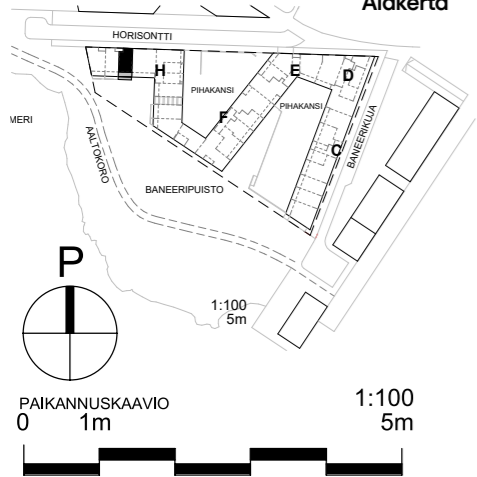 Alakerta
HORISONTTI
H
E
D
PIHAKANSI
PIHAKANSI
F
MERI
AALTOKORO
C
BANEERIKUJA
BANEERIPUISTO
P
1:100
5m
PAIKANNUSKAAVIO
1:100
0 1m 5m